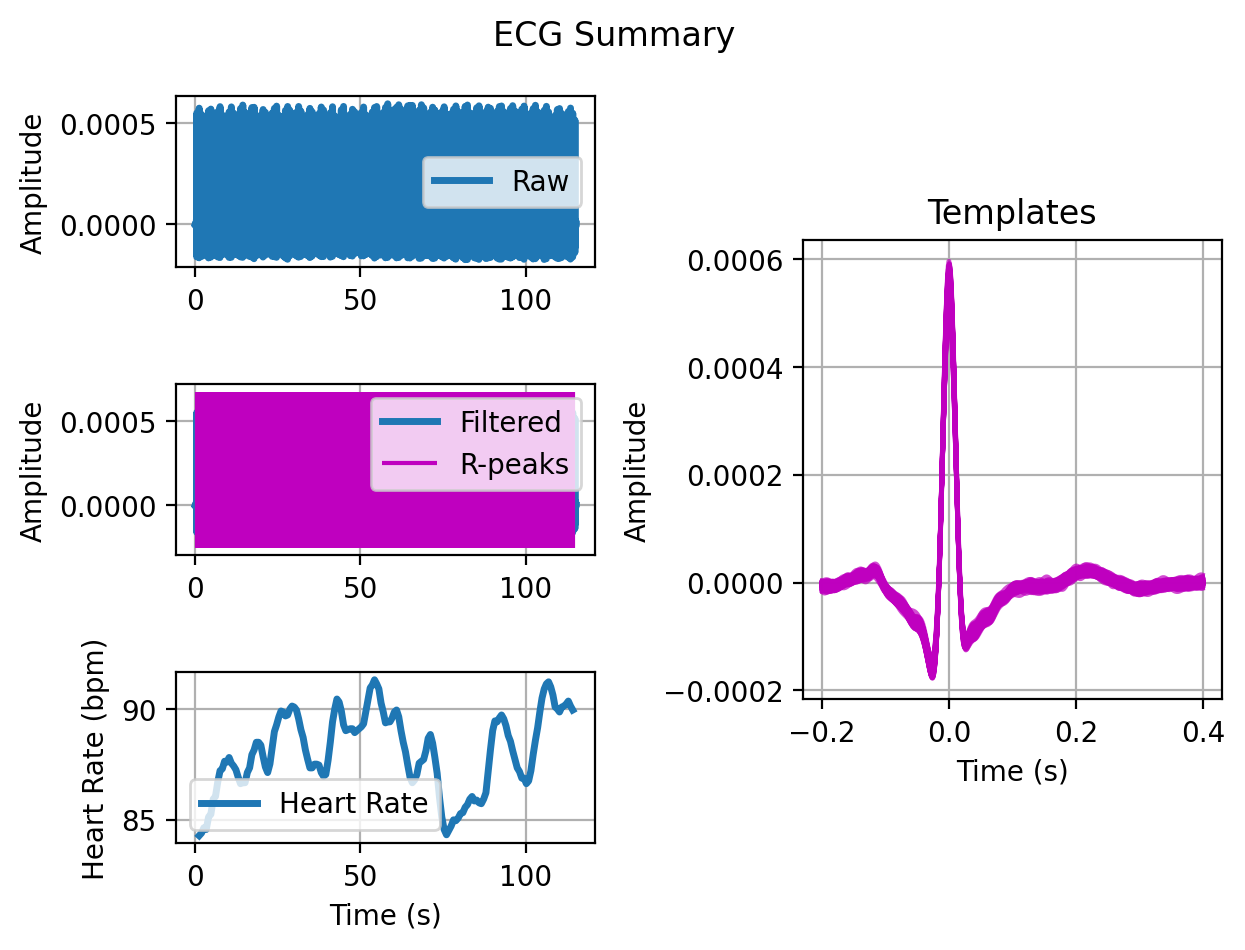 ECG Summary
Amplitude
0.0005
0.0000
Raw
0
50
100
Amplitude
0.0005
0.0000
Filtered
R-peaks
0
50
100
Heart Rate (bpm)
90
85
Heart Rate
0
50
100
Time (s)
Templates
Amplitude
0.0006
0.0004
0.0002
0.0000
−0.0002
−0.2
0.0
0.2
0.4
Time (s)